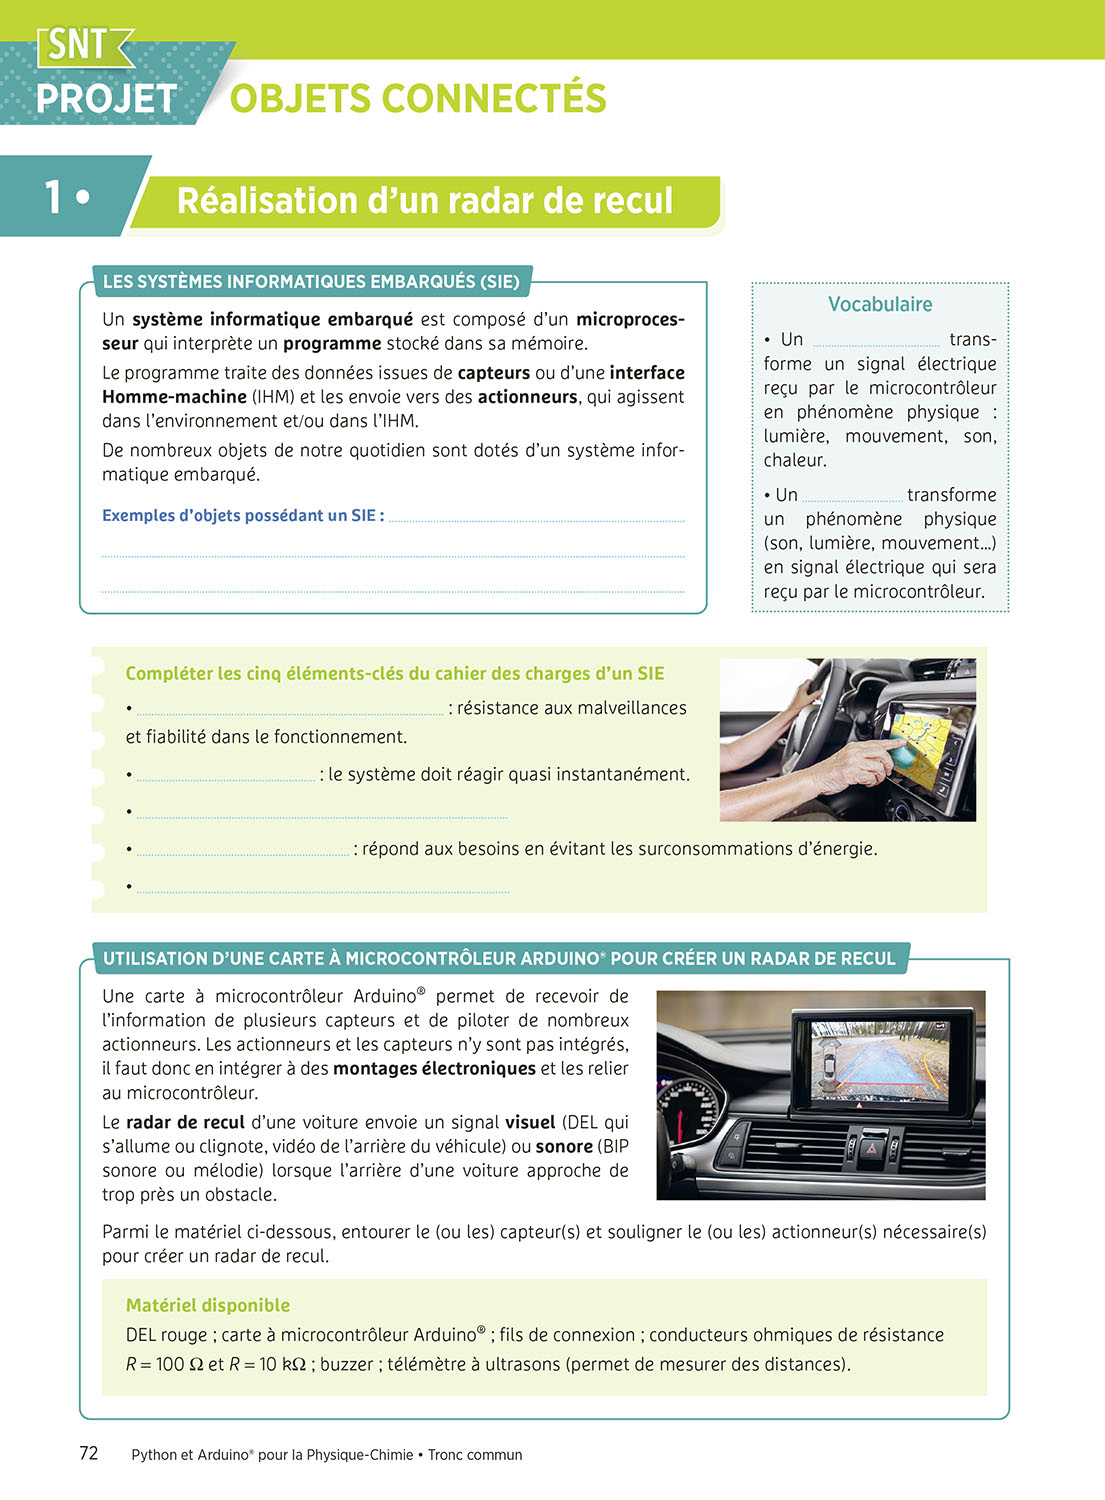 SNT
PROJET
OBJETS CONNECTÉS
1 •
Réalisation d'un radar de recul
LES SYSTÈMES INFORMATIQUES EMBARQUÉS (SIE)
Un système informatique embarqué est composé d'un microproces-
seur qui interprète un programme stocké dans sa mémoire.
Le programme traite des données issues de capteurs ou d'une interface
Homme-machine (IHM) et les envoie vers des actionneurs, qui agissent
dans l'environnement et/ou dans l'IHM.
De nombreux objets de notre quotidien sont dotés d'un système infor-
matique embarqué.
Exemples d'objets possédant un SIE :
Vocabulaire
• Un trans-
forme un signal électrique
reçu par le microcontrôleur
en phénomène physique :
lumière, mouvement, son,
chaleur.
• Un transforme
un phénomène physique
(son, lumière, mouvement...)
en signal électrique qui sera
reçu par le microcontrôleur.
Compléter les cinq éléments-clés du cahier des charges d'un SIE
• : résistance aux malveillances
et fiabilité dans le fonctionnement.
• : le système doit réagir quasi instantanément.
•
• : répond aux besoins en évitant les surconsommations d'énergie.
•
UTILISATION D'UNE CARTE À MICROCONTRÔLEUR ARDUINO® POUR CRÉER UN RADAR DE RECUL
Une carte à microcontrôleur Arduino® permet de recevoir de
l'information de plusieurs capteurs et de piloter de nombreux
actionneurs. Les actionneurs et les capteurs n'y sont pas intégrés,
il faut donc en intégrer à des montages électroniques et les relier
au microcontrôleur.
Le radar de recul d'une voiture envoie un signal visuel (DEL qui
s'allume ou clignote, vidéo de l'arrière du véhicule) ou sonore (BIP
sonore ou mélodie) lorsque l'arrière d'une voiture approche de
trop près un obstacle.
Parmi le matériel ci-dessous, entourer le (ou les) capteur(s) et souligner le (ou les) actionneur(s) nécessaire(s)
pour créer un radar de recul.
Matériel disponible
DEL rouge ; carte à microcontrôleur Arduino® ; fils de connexion ; conducteurs ohmiques de résistance
R = 100 Ω et R = 10 kΩ ; buzzer ; télémètre à ultrasons (permet de mesurer des distances).
72 Python et Arduino® pour la Physique-Chimie • Tronc commun